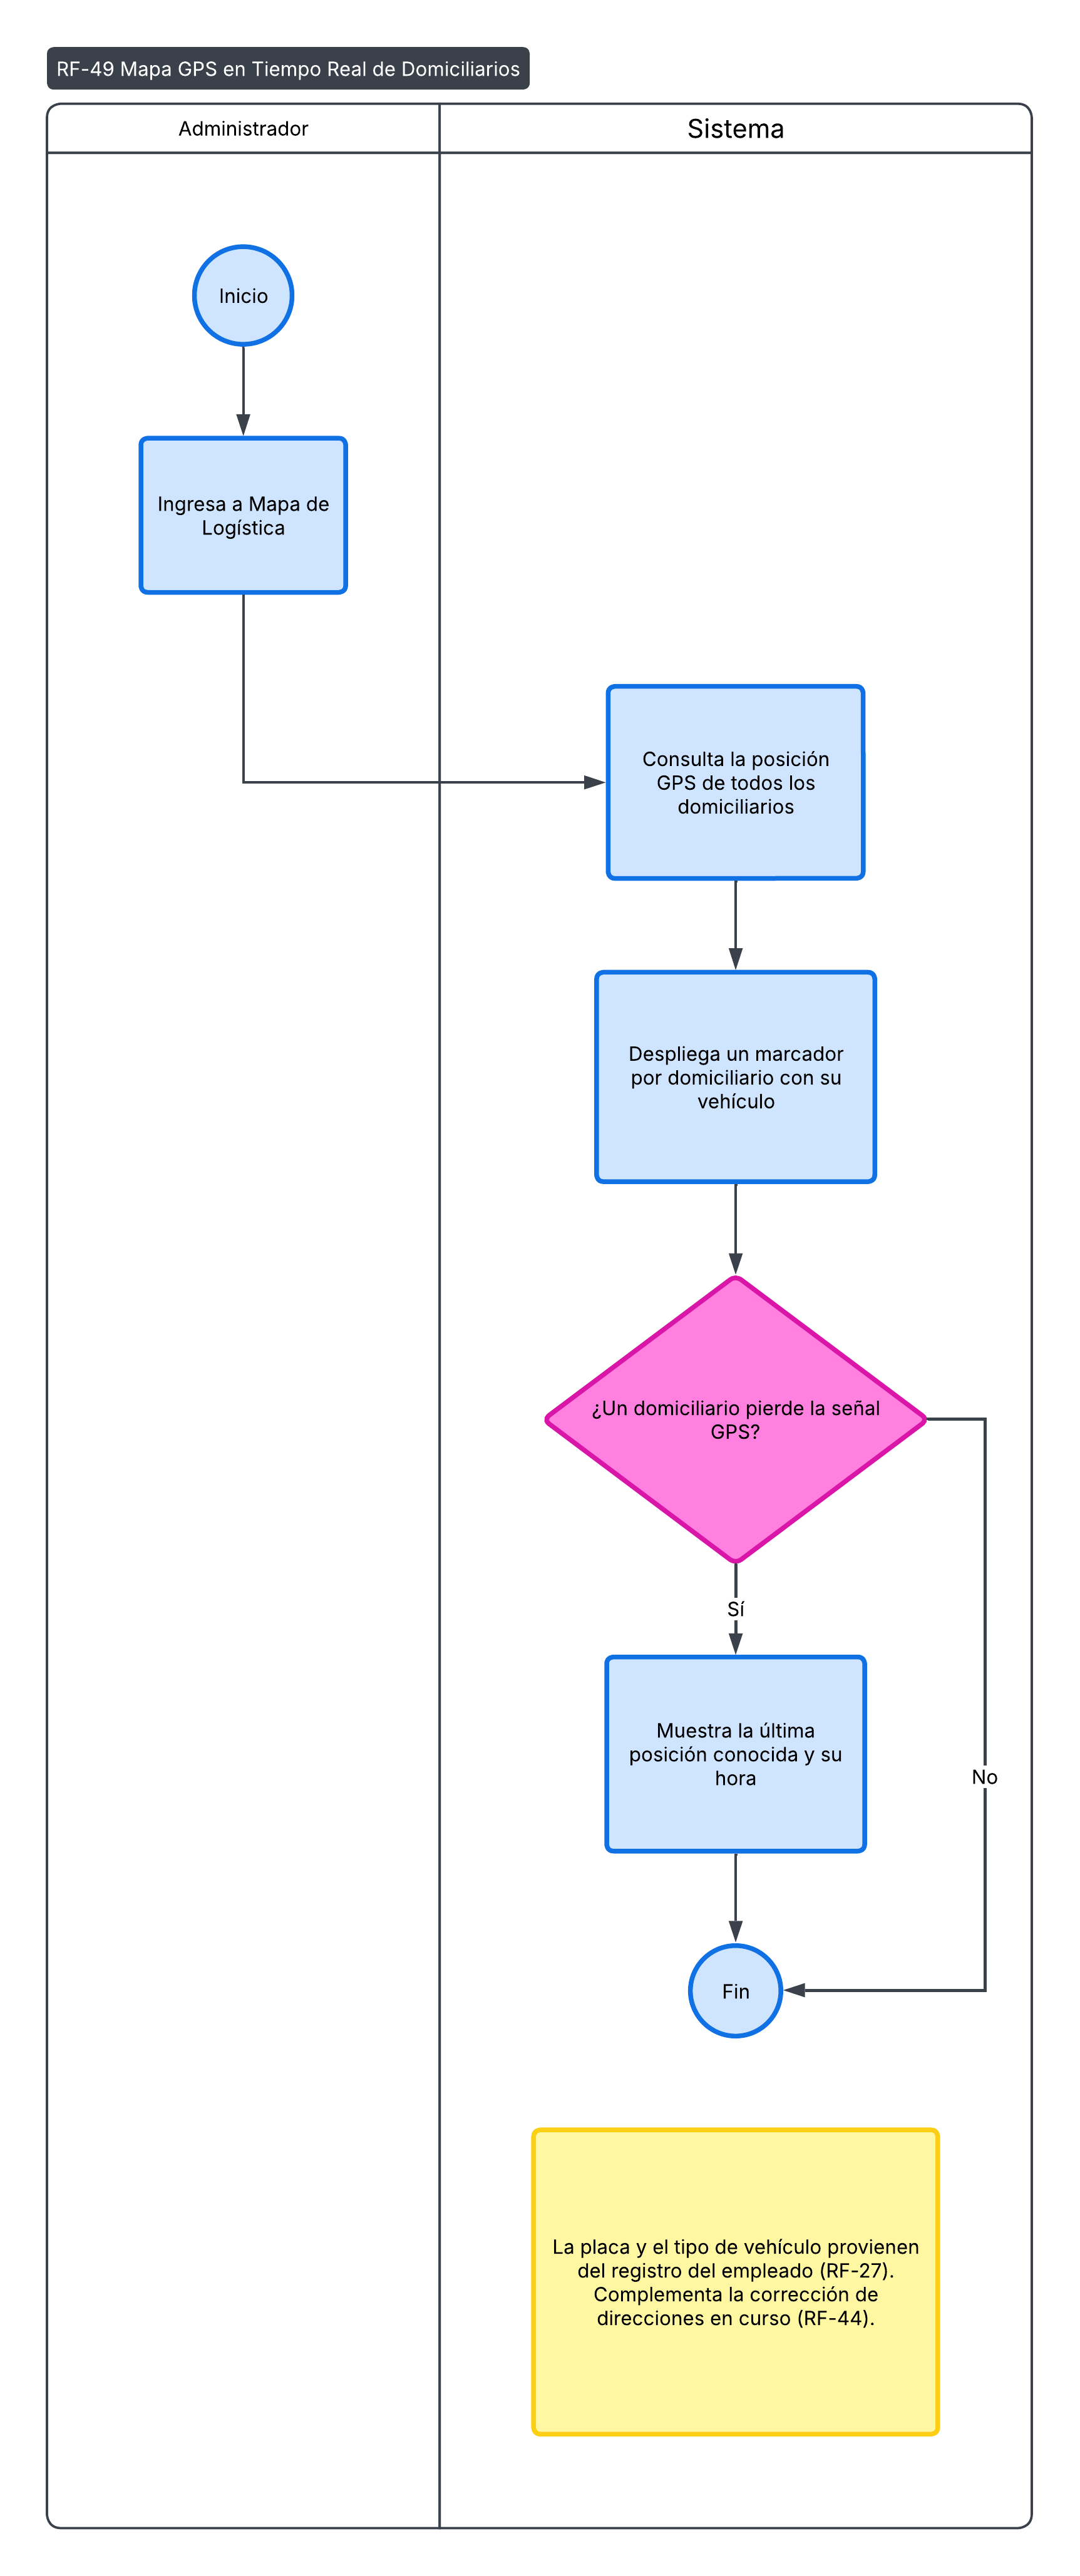 RF-49 Mapa GPS en Tiempo Real de Domiciliarios
Administrador
Sistema
Inicio
Ingresa a Mapa de
Logística
Consulta la posición
GPS de todos los
domiciliarios
Despliega un marcador
por domiciliario con su
vehículo
¿Un domiciliario pierde la señal
GPS?
Sí
Muestra la última
posición conocida y su
hora
No
Fin
La placa y el tipo de vehículo provienen
del registro del empleado (RF-27).
Complementa la corrección de
direcciones en curso (RF-44).